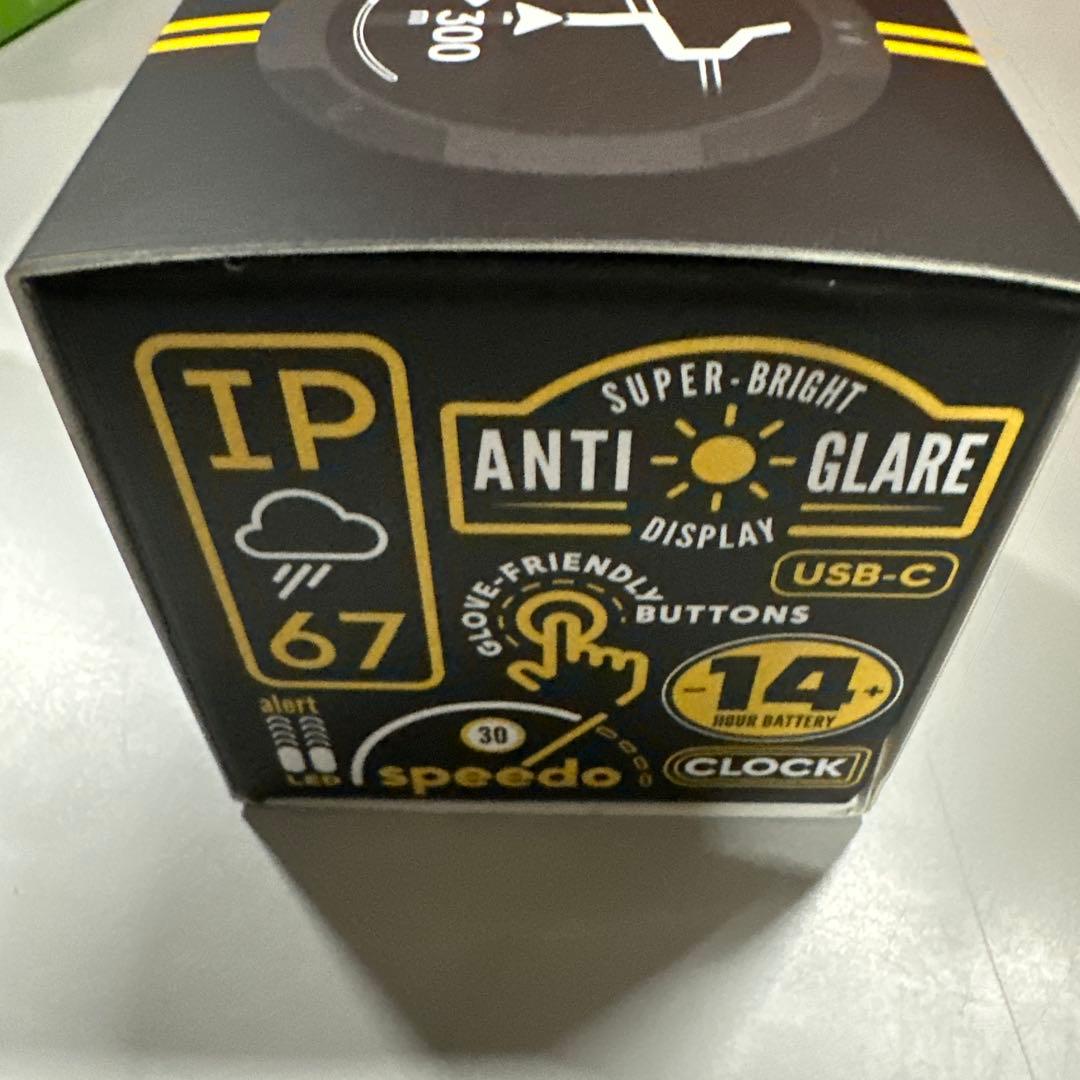 300
m
IP
67
SUPER-BRIGHT
ANTI GLARE
DISPLAY
USB-C
GLOVE-FRIENDLY
BUTTONS
14
HOUR BATTERY
alert
LED
30
speedo
CLOCK